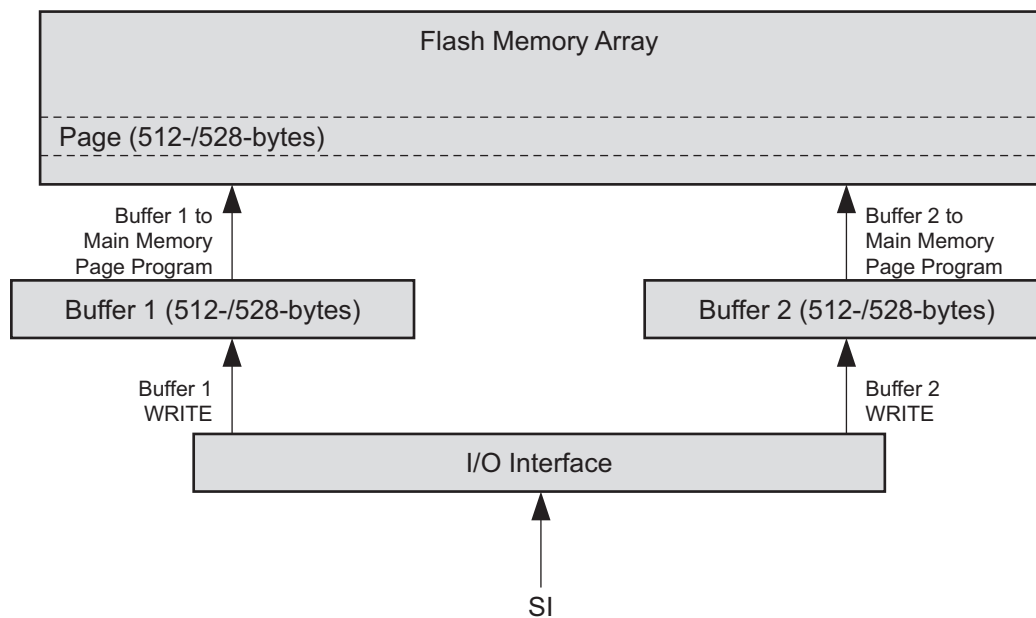 Flash Memory Array
Page (512-/528-bytes)
Buffer 1 to
Main Memory
Page Program
Buffer 2 to
Main Memory
Page Program
Buffer 1 (512-/528-bytes)
Buffer 2 (512-/528-bytes)
Buffer 1
WRITE
Buffer 2
WRITE
I/O Interface
SI